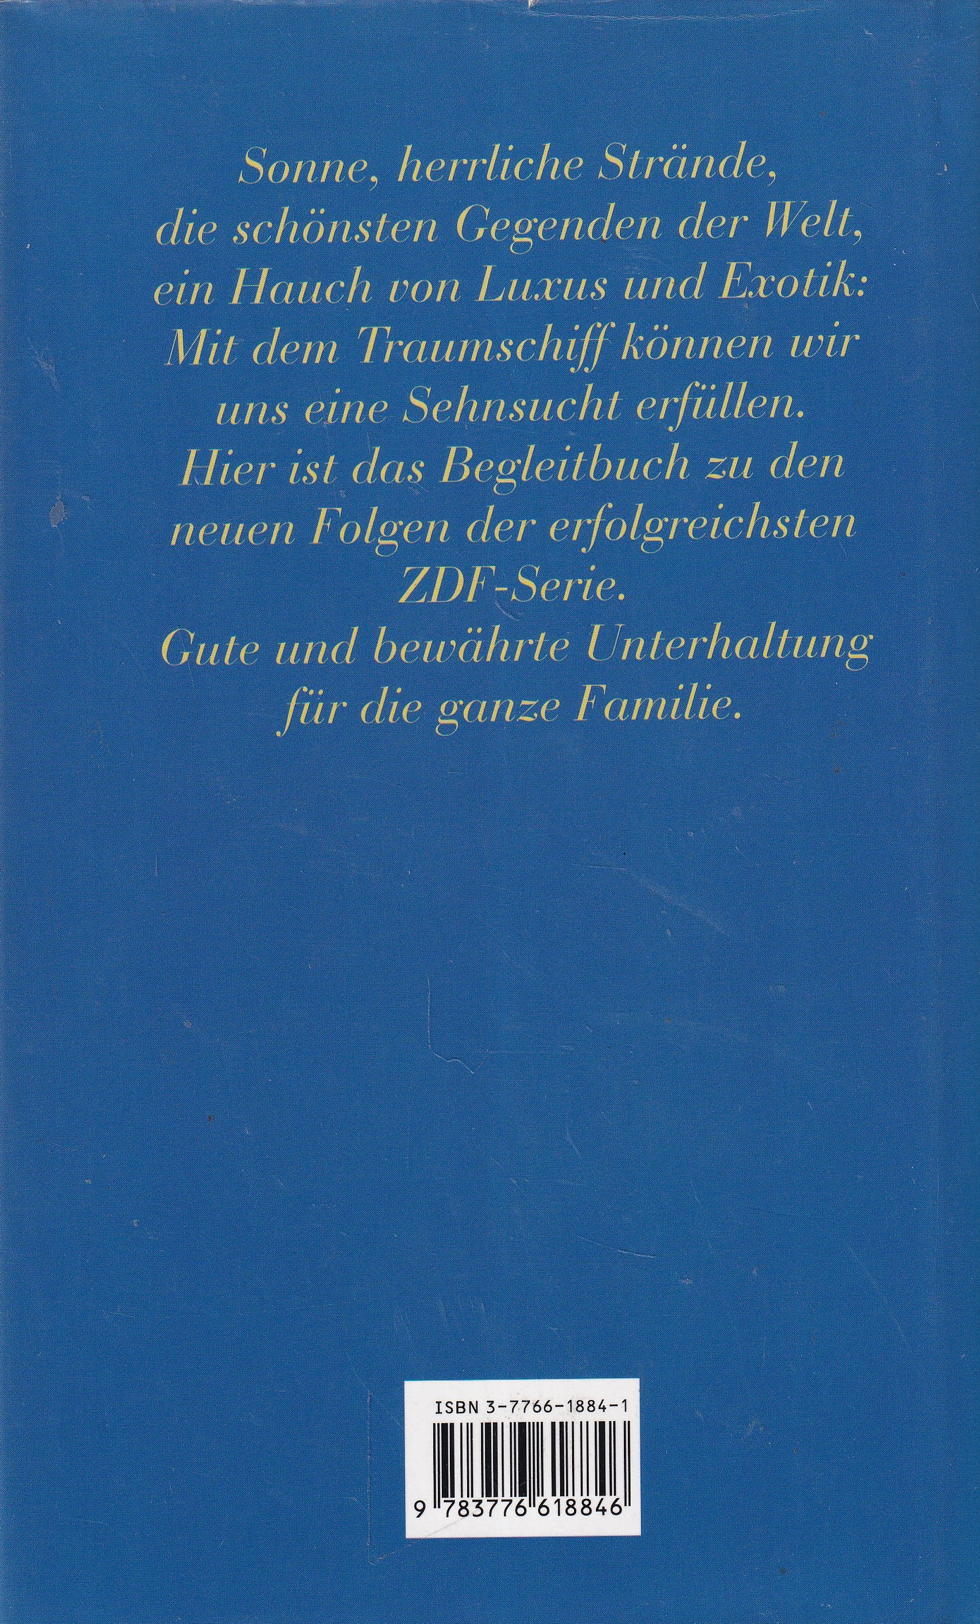 Sonne, herrliche Strände,
die schönsten Gegenden der Welt,
ein Hauch von Luxus und Exotik:
Mit dem Traumschiff können wir
uns eine Sehnsucht erfüllen.
Hier ist das Begleitbuch zu den
neuen Folgen der erfolgreichsten
ZDF-Serie.
Gute und bewährte Unterhaltung
für die ganze Familie.
ISBN 3-7766-1884-1
9 783776 618846